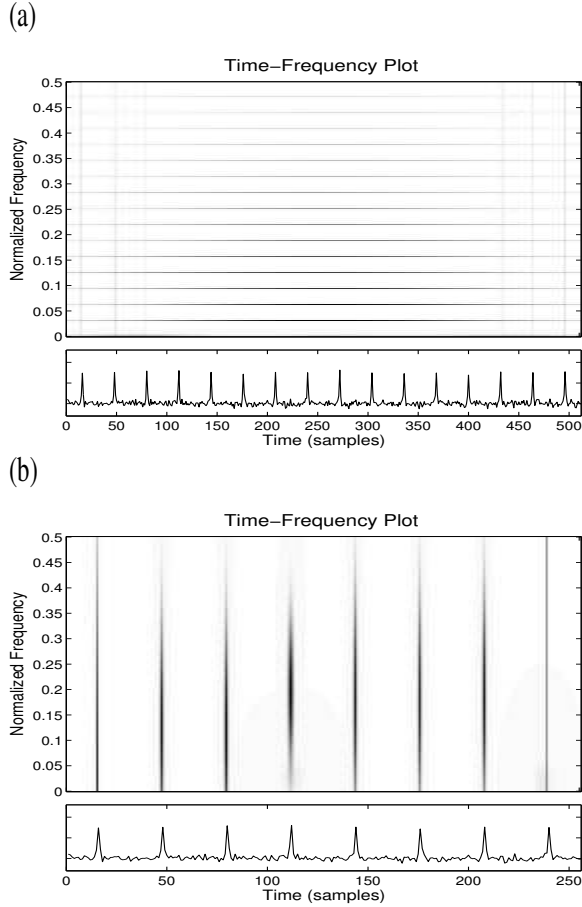 (a)
Time−Frequency Plot
0.5
0.45
0.4
0.35
0.3
0.25
0.2
0.15
0.1
0.05
0
Normalized Frequency
0 50 100 150 200 250 300 350 400 450 500
Time (samples)
(b)
Time−Frequency Plot
0.5
0.45
0.4
0.35
0.3
0.25
0.2
0.15
0.1
0.05
0
Normalized Frequency
0 50 100 150 200 250
Time (samples)